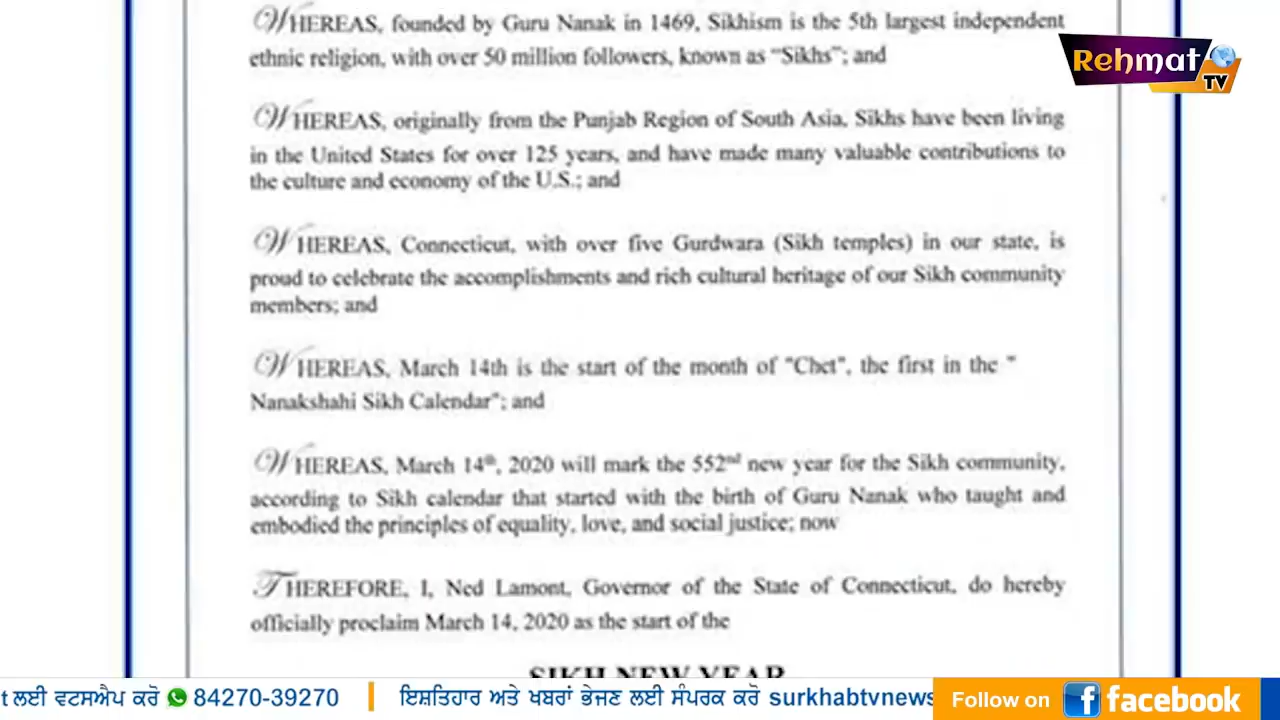 WHEREAS, founded by Guru Nanak in 1469, Sikhism is the 5th largest independent
ethnic religion, with over 50 million followers, known as “Sikhs”; and
WHEREAS, originally from the Punjab Region of South Asia, Sikhs have been living
in the United States for over 125 years, and have made many valuable contributions to
the culture and economy of the U.S.; and
WHEREAS, Connecticut, with over five Gurdwara (Sikh temples) in our state, is
proud to celebrate the accomplishments and rich cultural heritage of our Sikh community
members; and
WHEREAS, March 14th is the start of the month of "Chet", the first in the "
Nanakshahi Sikh Calendar"; and
WHEREAS, March 14th, 2020 will mark the 552nd new year for the Sikh community,
according to Sikh calendar that started with the birth of Guru Nanak who taught and
embodied the principles of equality, love, and social justice; now
THEREFORE, I, Ned Lamont, Governor of the State of Connecticut, do hereby
officially proclaim March 14, 2020 as the start of the
SIKH NEW YEAR
Rehmat
TV
t ਲਈ ਵਟਸਐਪ ਕਰੋ 84270-39270 | ਇਸ਼ਤਿਹਾਰ ਅਤੇ ਖਬਰਾਂ ਭੇਜਣ ਲਈ ਸੰਪਰਕ ਕਰੋ surkhabtvnews
Follow on facebook